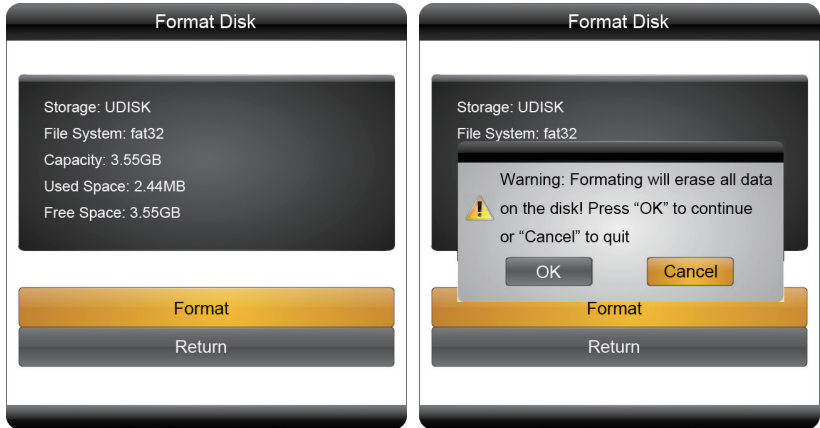 Format Disk
Storage: UDISK
File System: fat32
Capacity: 3.55GB
Used Space: 2.44MB
Free Space: 3.55GB
Format
Return
Format Disk
Storage: UDISK
File System: fat32
Warning: Formating will erase all data
on the disk! Press “OK” to continue
or “Cancel” to quit
OK
Cancel
Format
Return